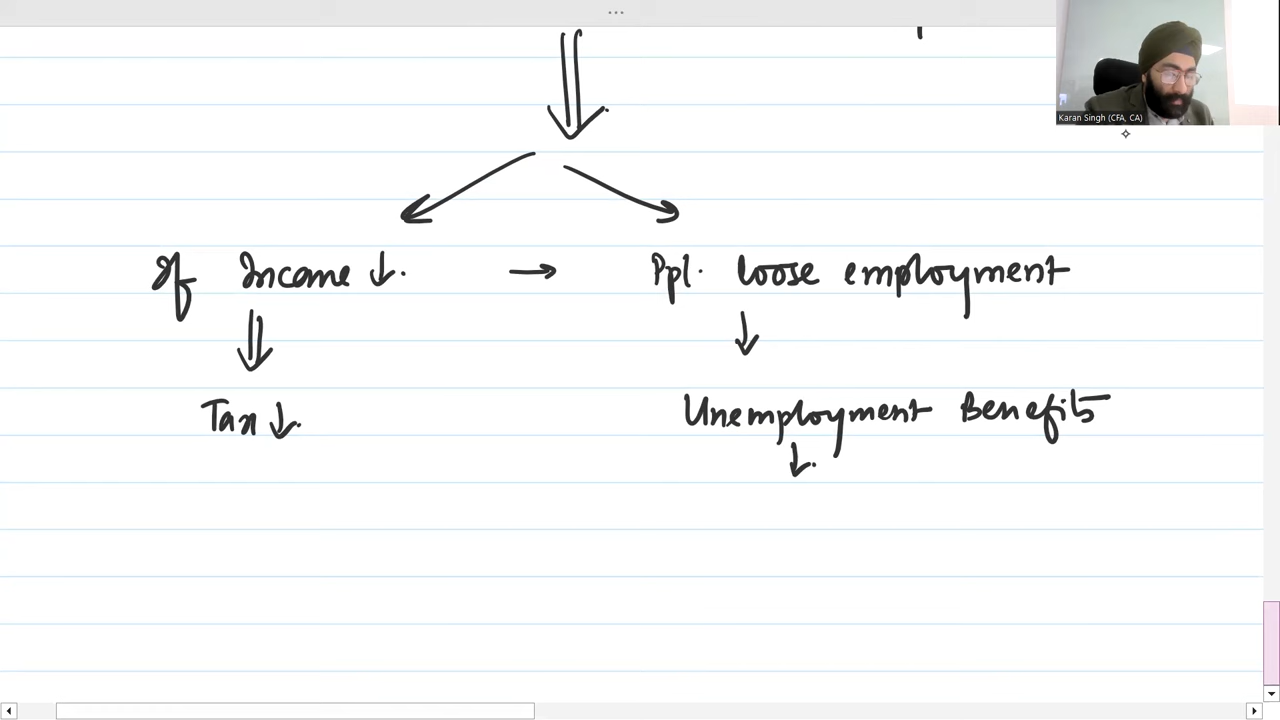 Karan Singh (CFA, CA)
If Income ↓. → Ppl. loose employment
Tax ↓. Unemployment Benefits